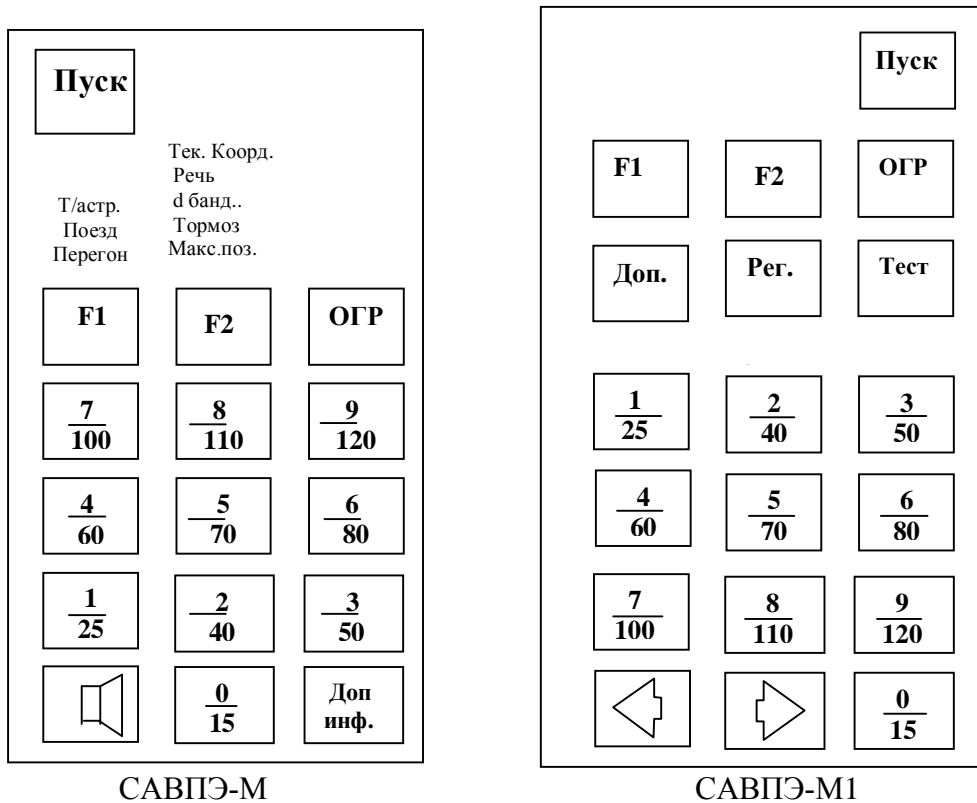 Пуск
Тек. Коорд.
Речь
d банд..
Тормоз
Макс.поз.
Т/астр.
Поезд
Перегон
F1 F2 ОГР
7 8 9
100 110 120
4 5 6
60 70 80
1 2 3
25 40 50
0 Доп
15 инф.
САВПЭ-М
Пуск
F1 F2 ОГР
Доп. Рег. Тест
1 2 3
25 40 50
4 5 6
60 70 80
7 8 9
100 110 120
0
15
САВПЭ-М1